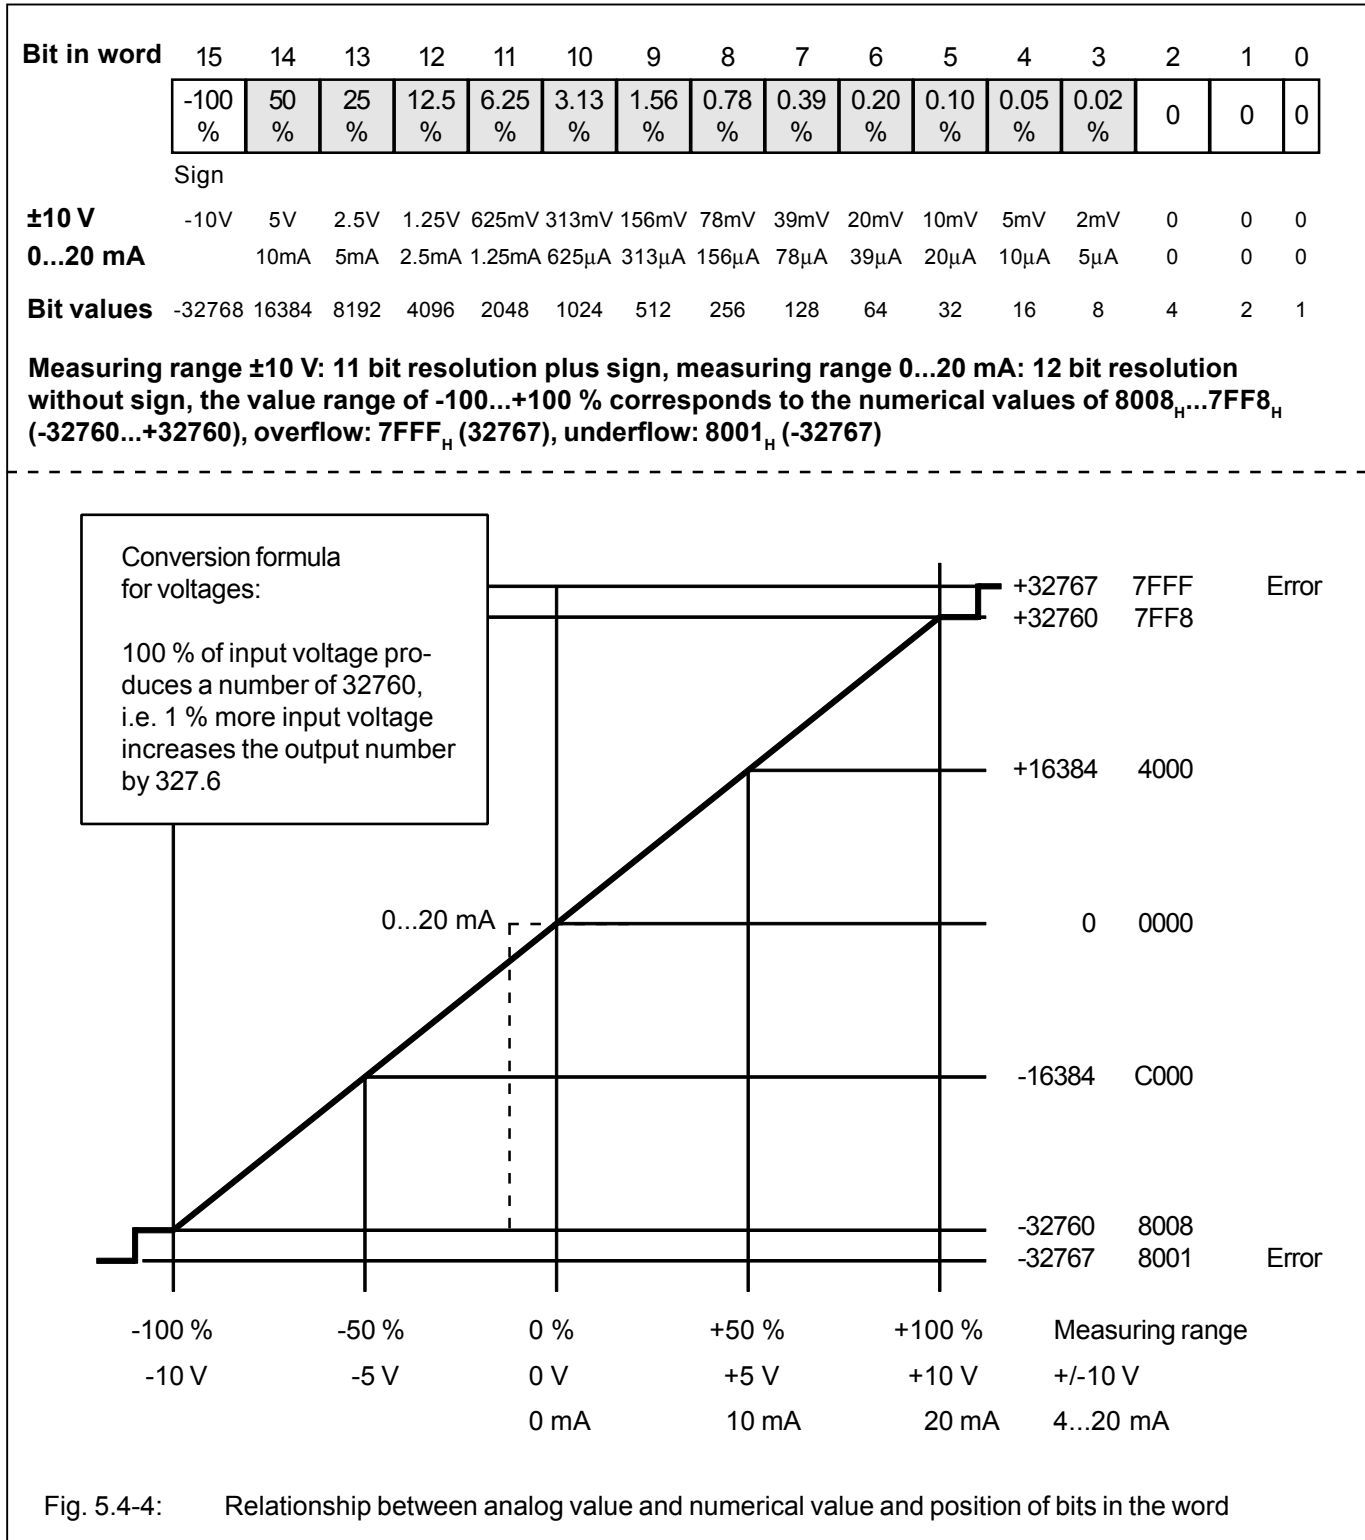 Bit in word 15 14 13 12 11 10 9 8 7 6 5 4 3 2 1 0
-100 50 25 12.5 6.25 3.13 1.56 0.78 0.39 0.20 0.10 0.05 0.02 0 0 0
% % % % % % % % % % % % %
Sign
±10 V -10V 5V 2.5V 1.25V 625mV 313mV 156mV 78mV 39mV 20mV 10mV 5mV 2mV 0 0 0
0...20 mA 10mA 5mA 2.5mA 1.25mA 625µA 313µA 156µA 78µA 39µA 20µA 10µA 5µA 0 0 0
Bit values -32768 16384 8192 4096 2048 1024 512 256 128 64 32 16 8 4 2 1
Measuring range ±10 V: 11 bit resolution plus sign, measuring range 0...20 mA: 12 bit resolution
without sign, the value range of -100...+100 % corresponds to the numerical values of 8008H...7FF8H
(-32760...+32760), overflow: 7FFFH (32767), underflow: 8001H (-32767)
Conversion formula
for voltages:
100 % of input voltage pro-
duces a number of 32760,
i.e. 1 % more input voltage
increases the output number
by 327.6
+32767 7FFF Error
+32760 7FF8
+16384 4000
0...20 mA
0 0000
-16384 C000
-32760 8008
-32767 8001 Error
-100 % -50 % 0 % +50 % +100 % Measuring range
-10 V -5 V 0 V +5 V +10 V +/-10 V
0 mA 10 mA 20 mA 4...20 mA
Fig. 5.4-4: Relationship between analog value and numerical value and position of bits in the word